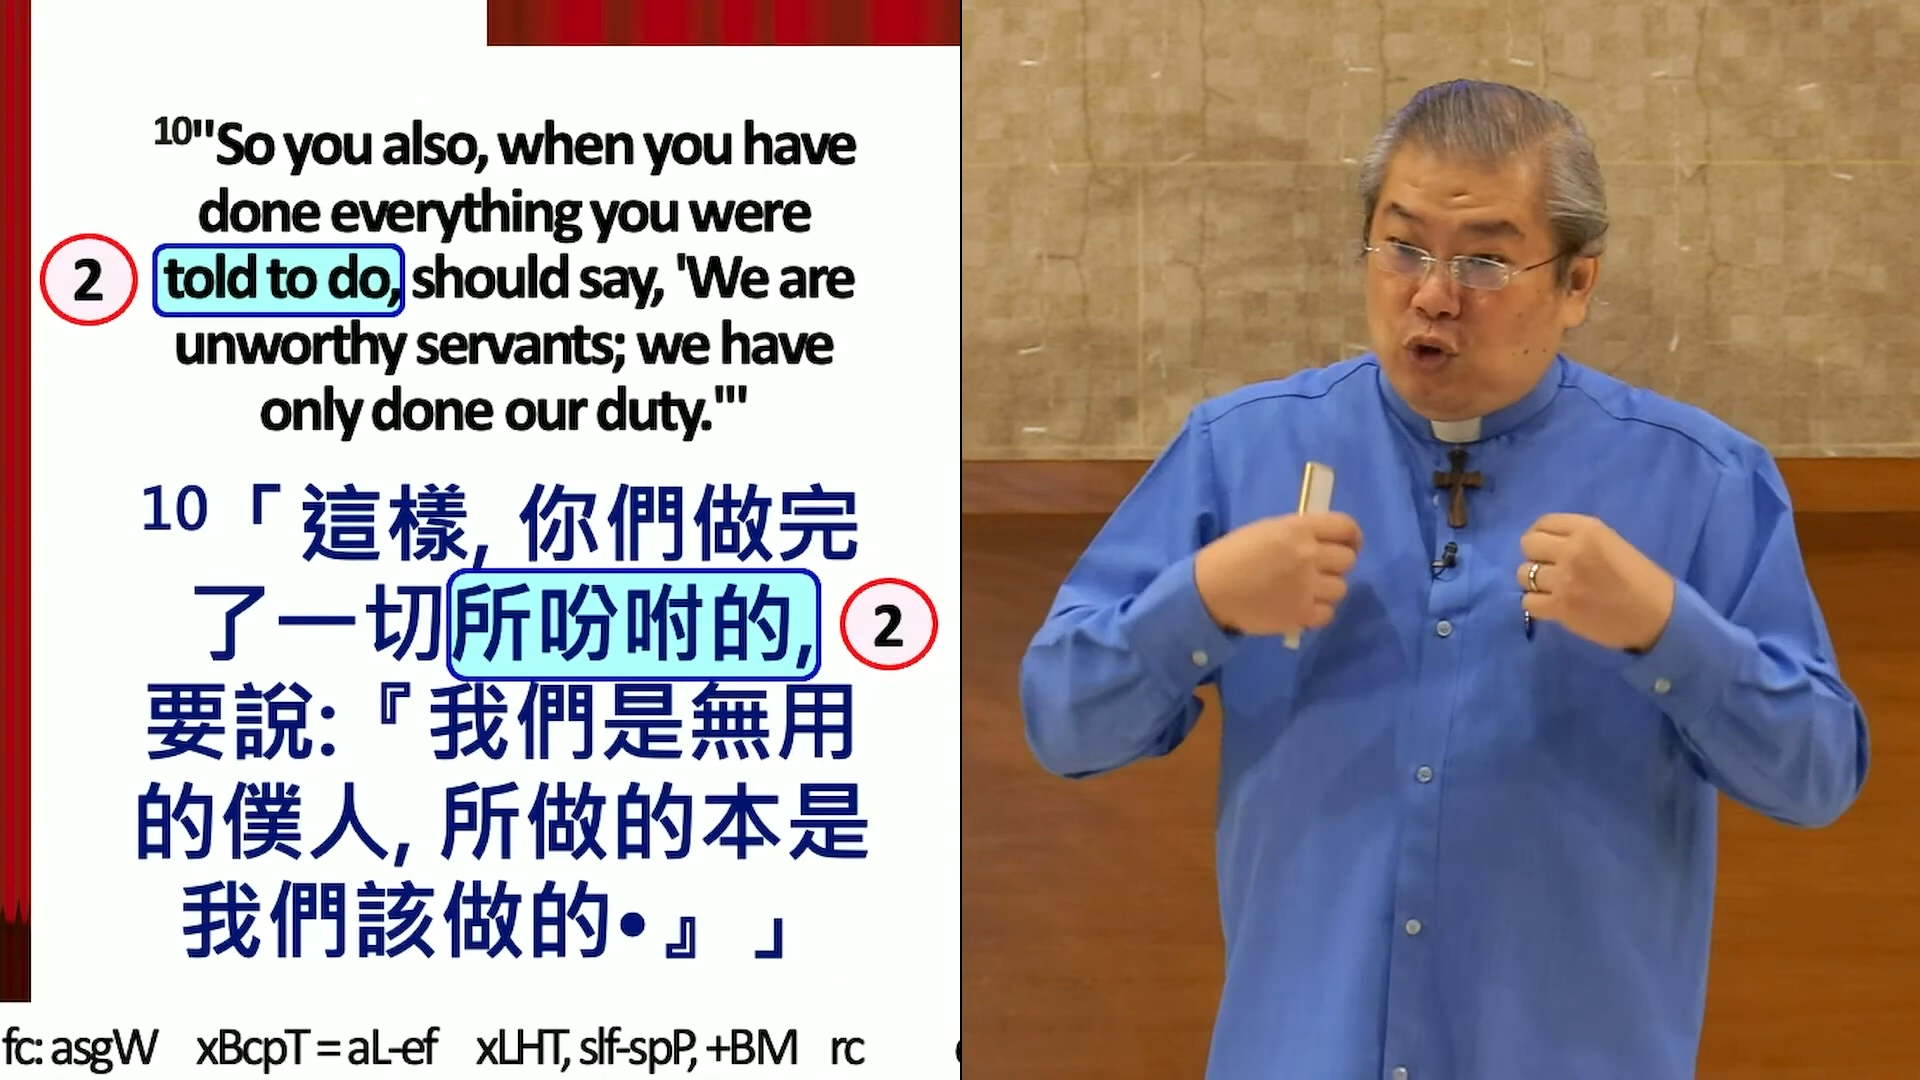 10"So you also, when you have
done everything you were
2 told to do, should say, 'We are
unworthy servants; we have
only done our duty.'"
10「這樣, 你們做完
了一切所吩咐的, 2
要說:『我們是無用
的僕人, 所做的本是
我們該做的•』」
fc: asgW xBcpT = aL-ef xLHT, slf-spP, +BM rc